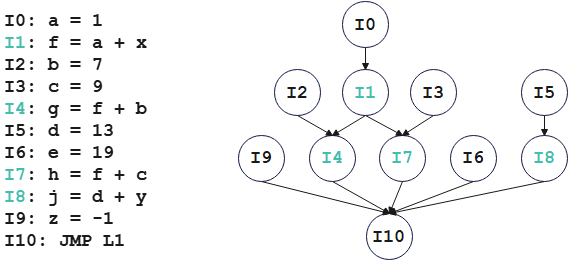 I0: a = 1
I1: f = a + x
I2: b = 7
I3: c = 9
I4: g = f + b
I5: d = 13
I6: e = 19
I7: h = f + c
I8: j = d + y
I9: z = -1
I10: JMP L1
I0
I2 I1 I3 I5
I9 I4 I7 I6 I8
I10